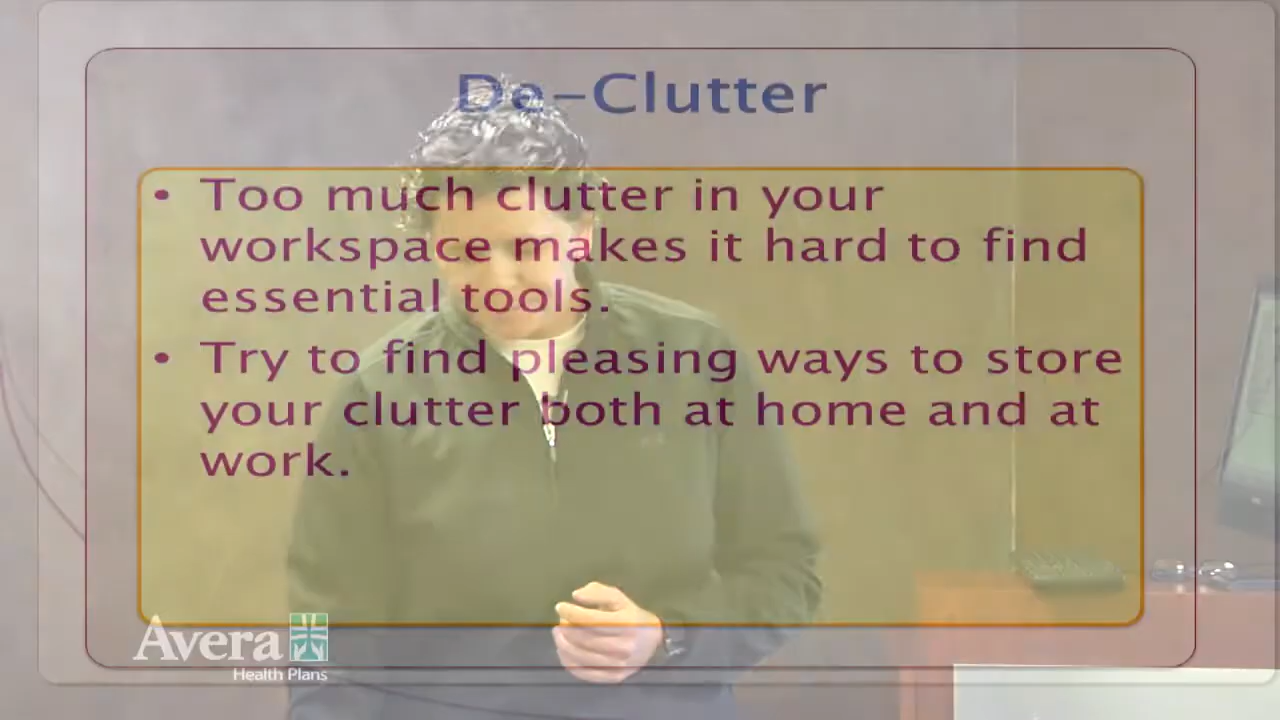 De-Clutter
• Too much clutter in your
workspace makes it hard to find
essential tools.
• Try to find pleasing ways to store
your clutter both at home and at
work.
Avera
Health Plans